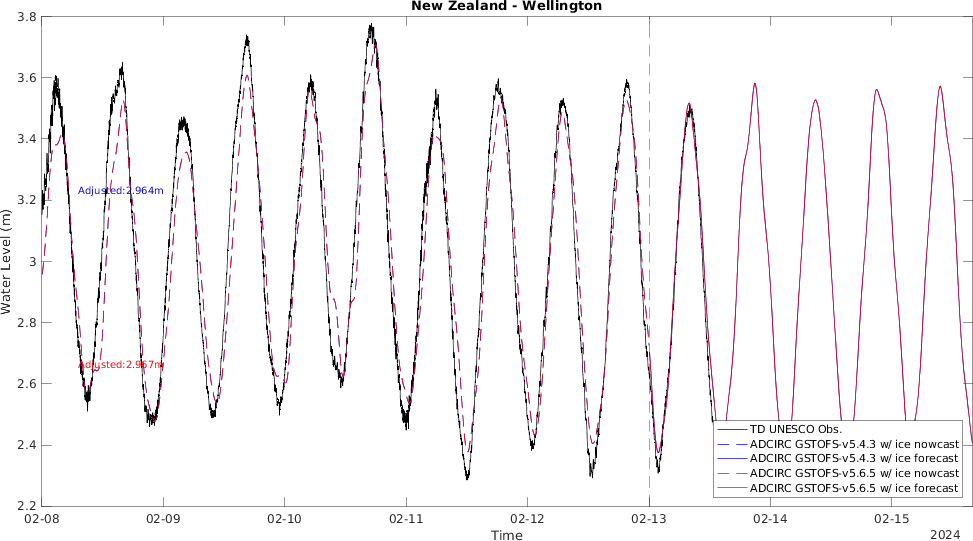 New Zealand - Wellington
3.8
3.6
3.4
3.2
3
2.8
2.6
2.4
2.2
Water Level (m)
Adjusted:2.964m
Adjusted:2.967m
TD UNESCO Obs.
ADCIRC GSTOFS-v5.4.3 w/ ice nowcast
ADCIRC GSTOFS-v5.4.3 w/ ice forecast
ADCIRC GSTOFS-v5.6.5 w/ ice nowcast
ADCIRC GSTOFS-v5.6.5 w/ ice forecast
02-08 02-09 02-10 02-11 02-12 02-13 02-14 02-15
Time
2024